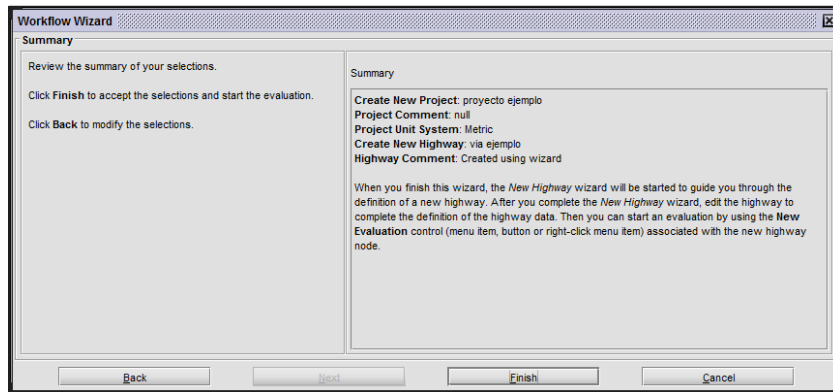 Workflow Wizard
Summary
Review the summary of your selections.
Click Finish to accept the selections and start the evaluation.
Click Back to modify the selections.
Summary
Create New Project: proyecto ejemplo
Project Comment: null
Project Unit System: Metric
Create New Highway: via ejemplo
Highway Comment: Created using wizard
When you finish this wizard, the New Highway wizard will be started to guide you through the
definition of a new highway. After you complete the New Highway wizard, edit the highway to
complete the definition of the highway data. Then you can start an evaluation by using the New
Evaluation control (menu item, button or right-click menu item) associated with the new highway
node.
Back
Next
Finish
Cancel